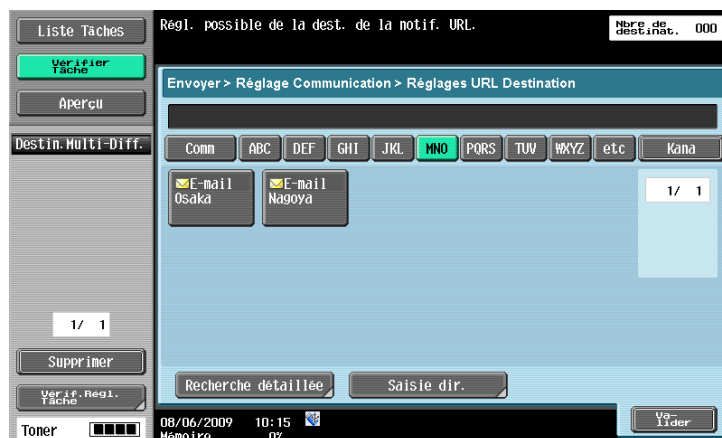 Liste Tâches
Régl. possible de la dest. de la notif. URL.
Nbre de
destinat. 000
Vérifier
Tâche
Envoyer > Réglage Communication > Réglages URL Destination
Aperçu
Destin.Multi-Diff.
Comm ABC DEF GHI JKL MNO PQRS TUV WXYZ etc Kana
E-mail
Osaka
E-mail
Nagoya
1/ 1
1/ 1
Supprimer
Vérif.Régl.
Tâche
Recherche détaillée
Saisie dir.
Va-
lider
Toner
08/06/2009 10:15
Mémoire 0%